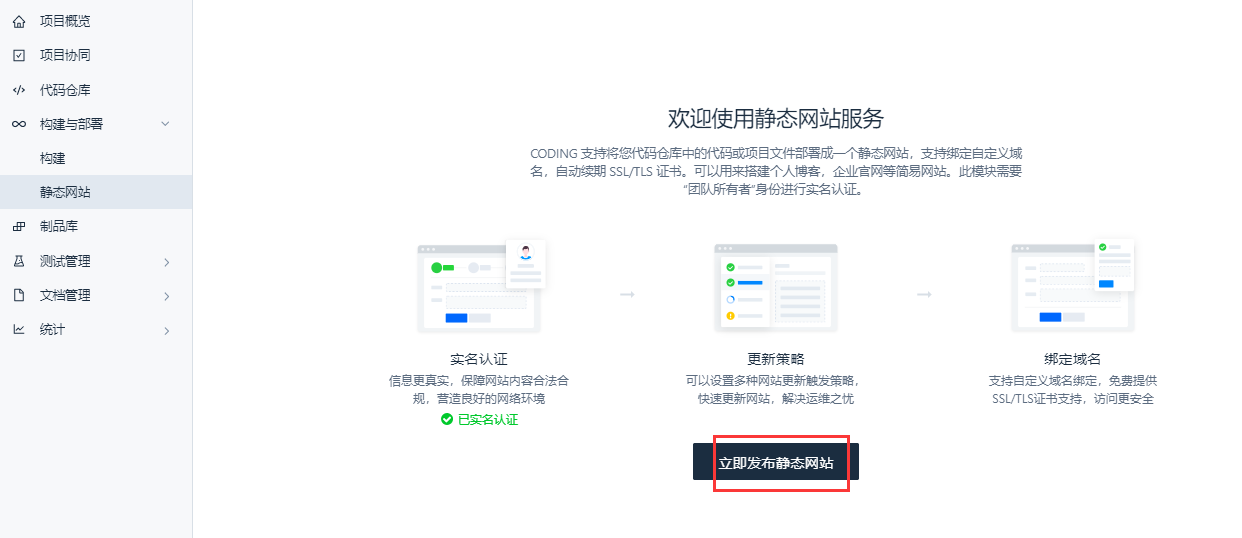 项目概览
项目协同
代码仓库
构建与部署
构建
静态网站
制品库
测试管理
文档管理
统计
欢迎使用静态网站服务
CODING 支持将您代码仓库中的代码或项目文件部署成一个静态网站，支持绑定自定义域
名，自动续期 SSL/TLS 证书。可以用来搭建个人博客，企业官网等简易网站。此模块需要
“团队所有者”身份进行实名认证。
实名认证
信息更真实，保障网站内容合法合
规，营造良好的网络环境
已实名认证
更新策略
可以设置多种网站更新触发策略，
快速更新网站，解决运维之忧
绑定域名
支持自定义域名绑定，免费提供
SSL/TLS证书支持，访问更安全
立即发布静态网站